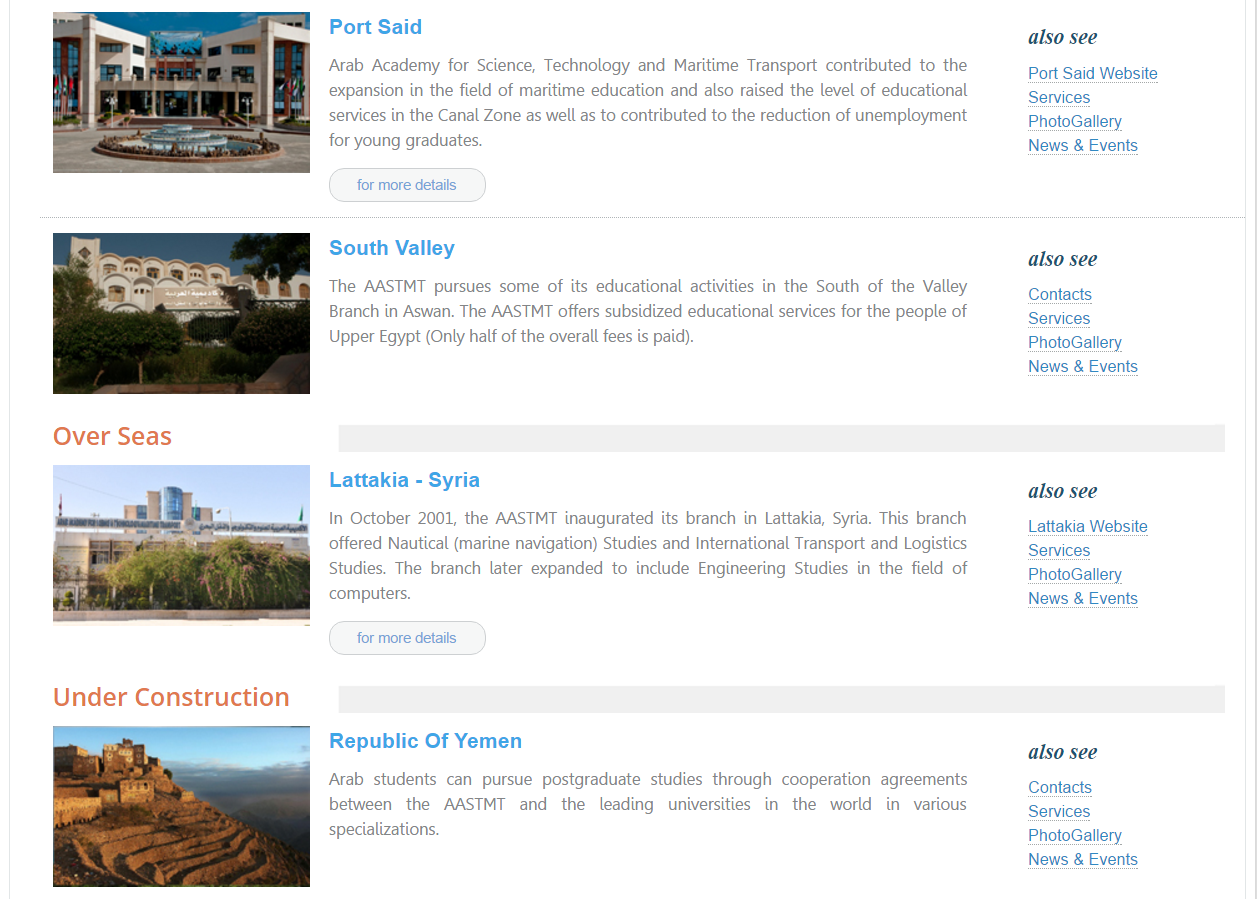 Port Said
Arab Academy for Science, Technology and Maritime Transport contributed to the
expansion in the field of maritime education and also raised the level of educational
services in the Canal Zone as well as to contributed to the reduction of unemployment
for young graduates.
for more details
also see
Port Said Website
Services
PhotoGallery
News & Events
South Valley
The AASTMT pursues some of its educational activities in the South of the Valley
Branch in Aswan. The AASTMT offers subsidized educational services for the people of
Upper Egypt (Only half of the overall fees is paid).
also see
Contacts
Services
PhotoGallery
News & Events
Over Seas
Lattakia - Syria
In October 2001, the AASTMT inaugurated its branch in Lattakia, Syria. This branch
offered Nautical (marine navigation) Studies and International Transport and Logistics
Studies. The branch later expanded to include Engineering Studies in the field of
computers.
for more details
also see
Lattakia Website
Services
PhotoGallery
News & Events
Under Construction
Republic Of Yemen
Arab students can pursue postgraduate studies through cooperation agreements
between the AASTMT and the leading universities in the world in various
specializations.
also see
Contacts
Services
PhotoGallery
News & Events